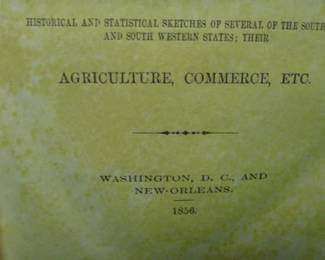 HISTORICAL AND STATISTICAL SKETCHES OF SEVERAL OF THE SOUTH
AND SOUTH WESTERN STATES; THEIR
AGRICULTURE, COMMERCE, ETC.
WASHINGTON, D. C., AND
NEW-ORLEANS.
1856.